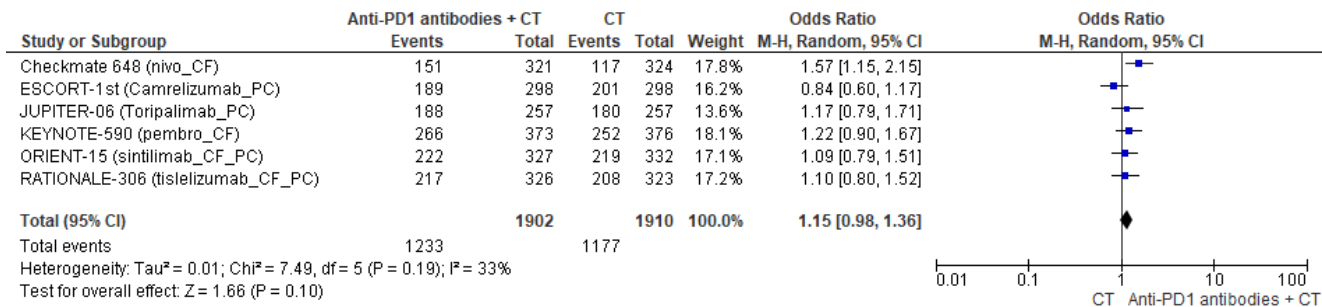 Anti-PD1 antibodies + CT CT Odds Ratio Odds Ratio
Study or Subgroup Events Total Events Total Weight M-H, Random, 95% CI M-H, Random, 95% CI
Checkmate 648 (nivo_CF) 151 321 117 324 17.8% 1.57 [1.15, 2.15]
ESCORT-1st (Camrelizumab_PC) 189 298 201 298 16.2% 0.84 [0.60, 1.17]
JUPITER-06 (Toripalimab_PC) 188 257 180 257 13.6% 1.17 [0.79, 1.71]
KEYNOTE-590 (pembro_CF) 266 373 252 376 18.1% 1.22 [0.90, 1.67]
ORIENT-15 (sintilimab_CF_PC) 222 327 219 332 17.1% 1.09 [0.79, 1.51]
RATIONALE-306 (tislelizumab_CF_PC) 217 326 208 323 17.2% 1.10 [0.80, 1.52]
Total (95% CI) 1902 1910 100.0% 1.15 [0.98, 1.36]
Total events 1233 1177
Heterogeneity: Tau² = 0.01; Chi² = 7.49, df = 5 (P = 0.19); I² = 33%
Test for overall effect: Z = 1.66 (P = 0.10)
0.01 0.1 1 10 100
CT Anti-PD1 antibodies + CT